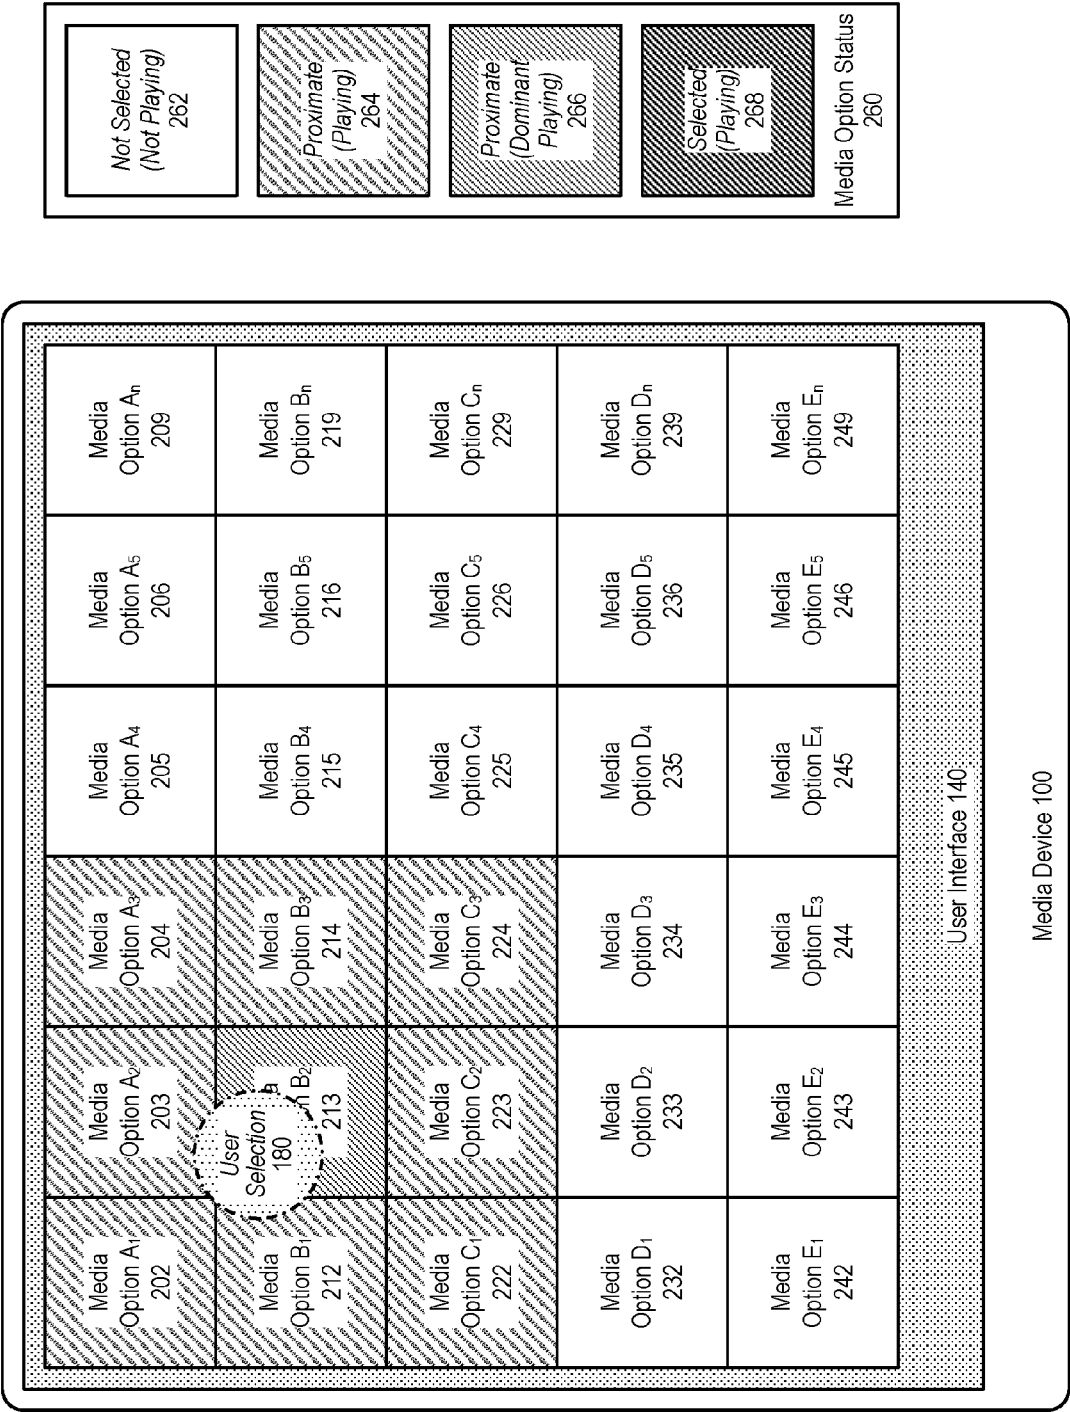 Media
Option A₁
202
Media
Option A₂
203
Media
Option A₃
204
Media
Option A₄
205
Media
Option A₅
206
Media
Option Aₙ
209
Media
Option B₁
212
User
Selection
180
B₂
213
Media
Option B₃
214
Media
Option B₄
215
Media
Option B₅
216
Media
Option Bₙ
219
Media
Option C₁
222
Media
Option C₂
223
Media
Option C₃
224
Media
Option C₄
225
Media
Option C₅
226
Media
Option Cₙ
229
Media
Option D₁
232
Media
Option D₂
233
Media
Option D₃
234
Media
Option D₄
235
Media
Option D₅
236
Media
Option Dₙ
239
Media
Option E₁
242
Media
Option E₂
243
Media
Option E₃
244
Media
Option E₄
245
Media
Option E₅
246
Media
Option Eₙ
249
User Interface 140
Media Device 100
Not Selected
(Not Playing)
262
Proximate
(Playing)
264
Proximate
(Dominant
Playing)
266
Selected
(Playing)
268
Media Option Status
260